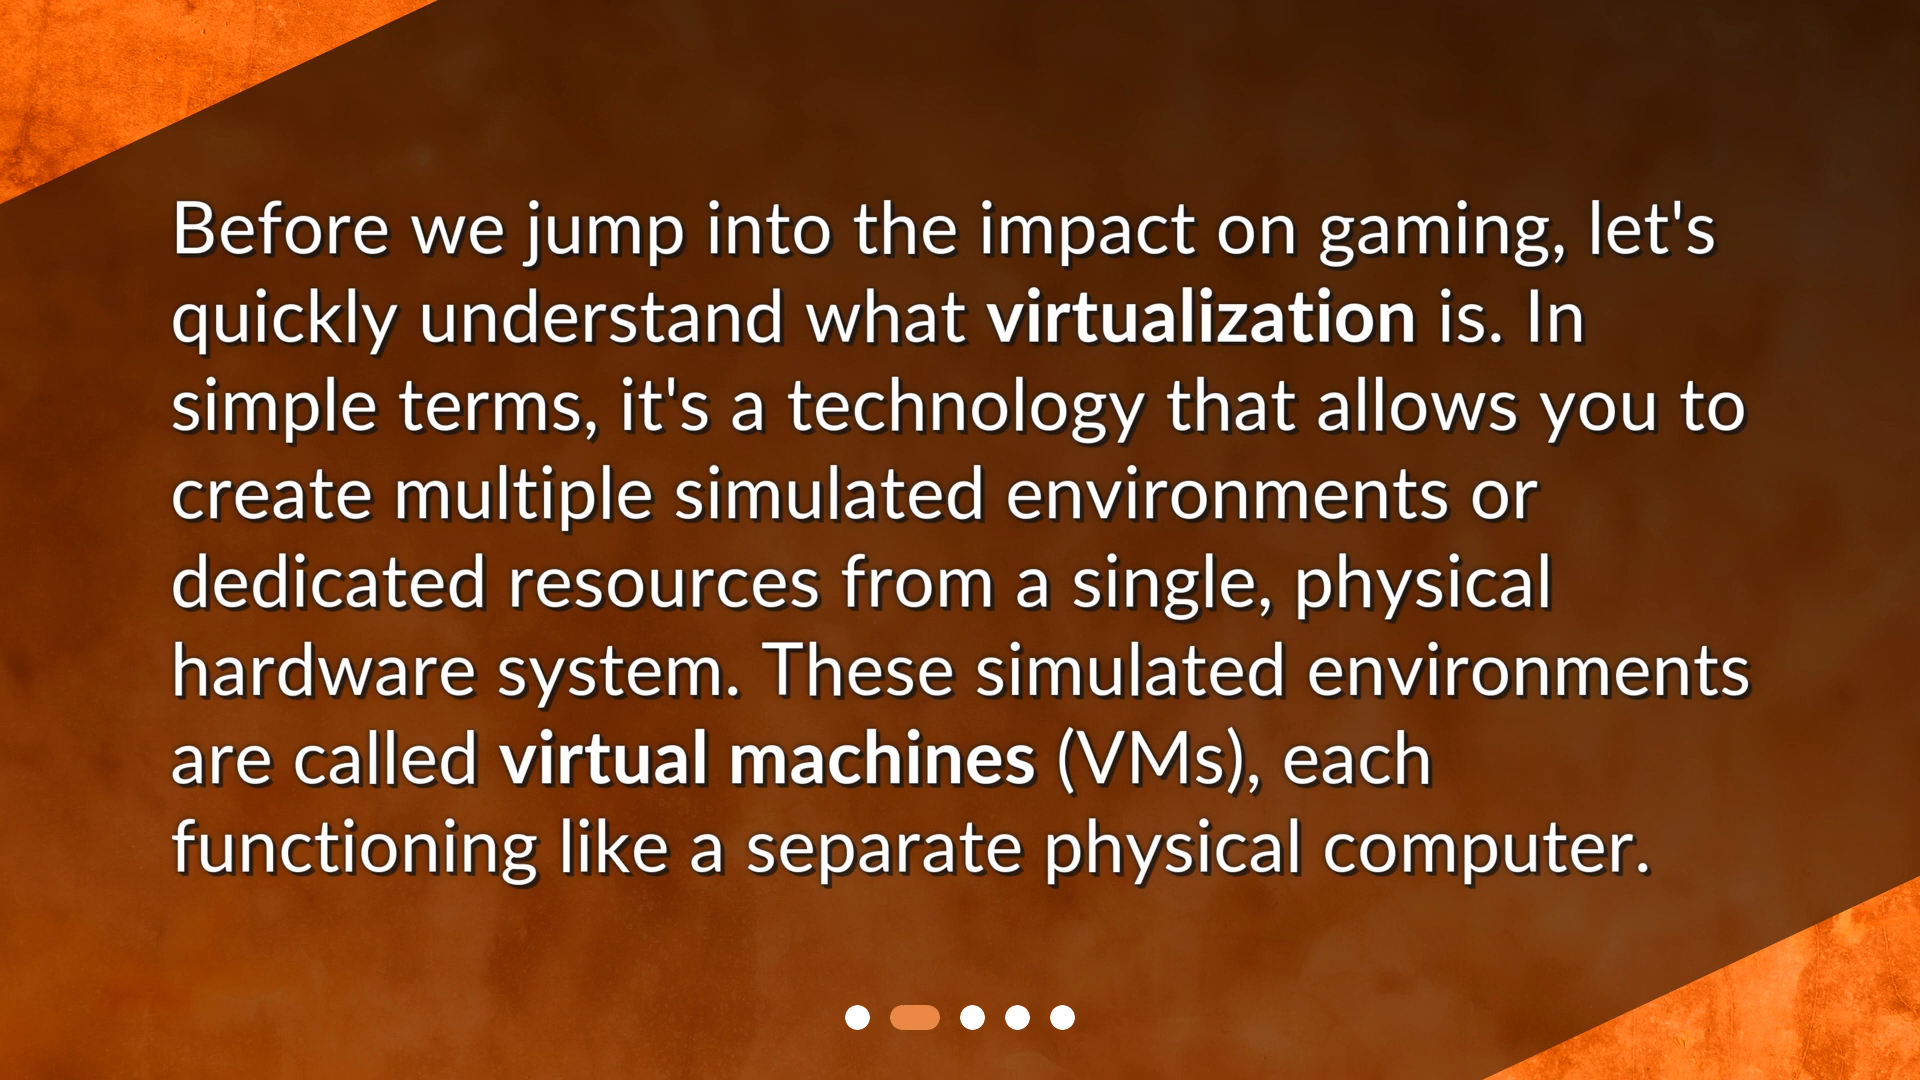 Before we jump into the impact on gaming, let's
quickly understand what virtualization is. In
simple terms, it's a technology that allows you to
create multiple simulated environments or
dedicated resources from a single, physical
hardware system. These simulated environments
are called virtual machines (VMs), each
functioning like a separate physical computer.